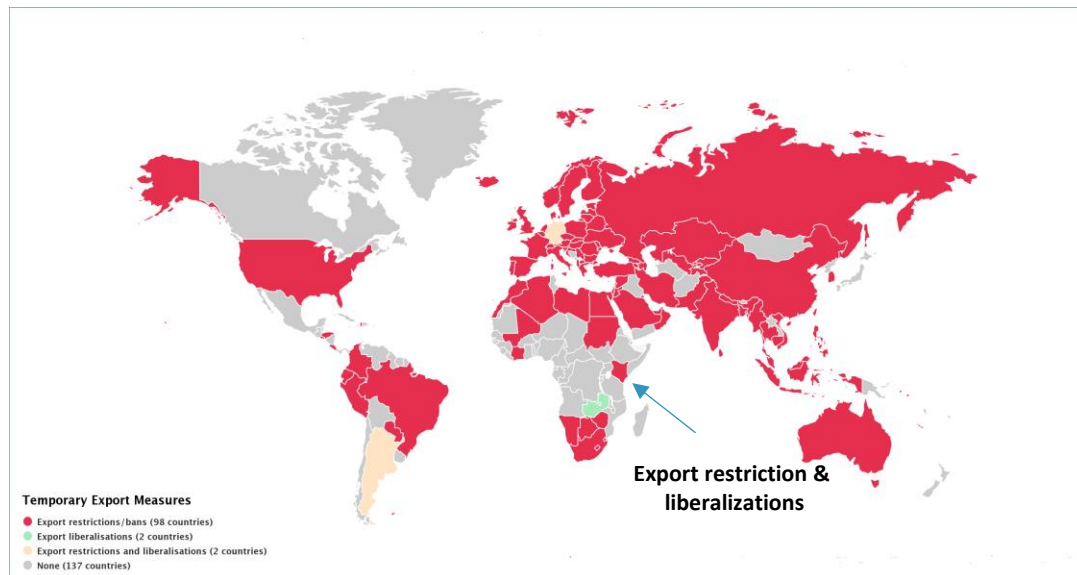 Export restriction &
liberalizations
Temporary Export Measures
Export restrictions/bans (98 countries)
Export liberalisations (2 countries)
Export restrictions and liberalisations (2 countries)
None (137 countries)